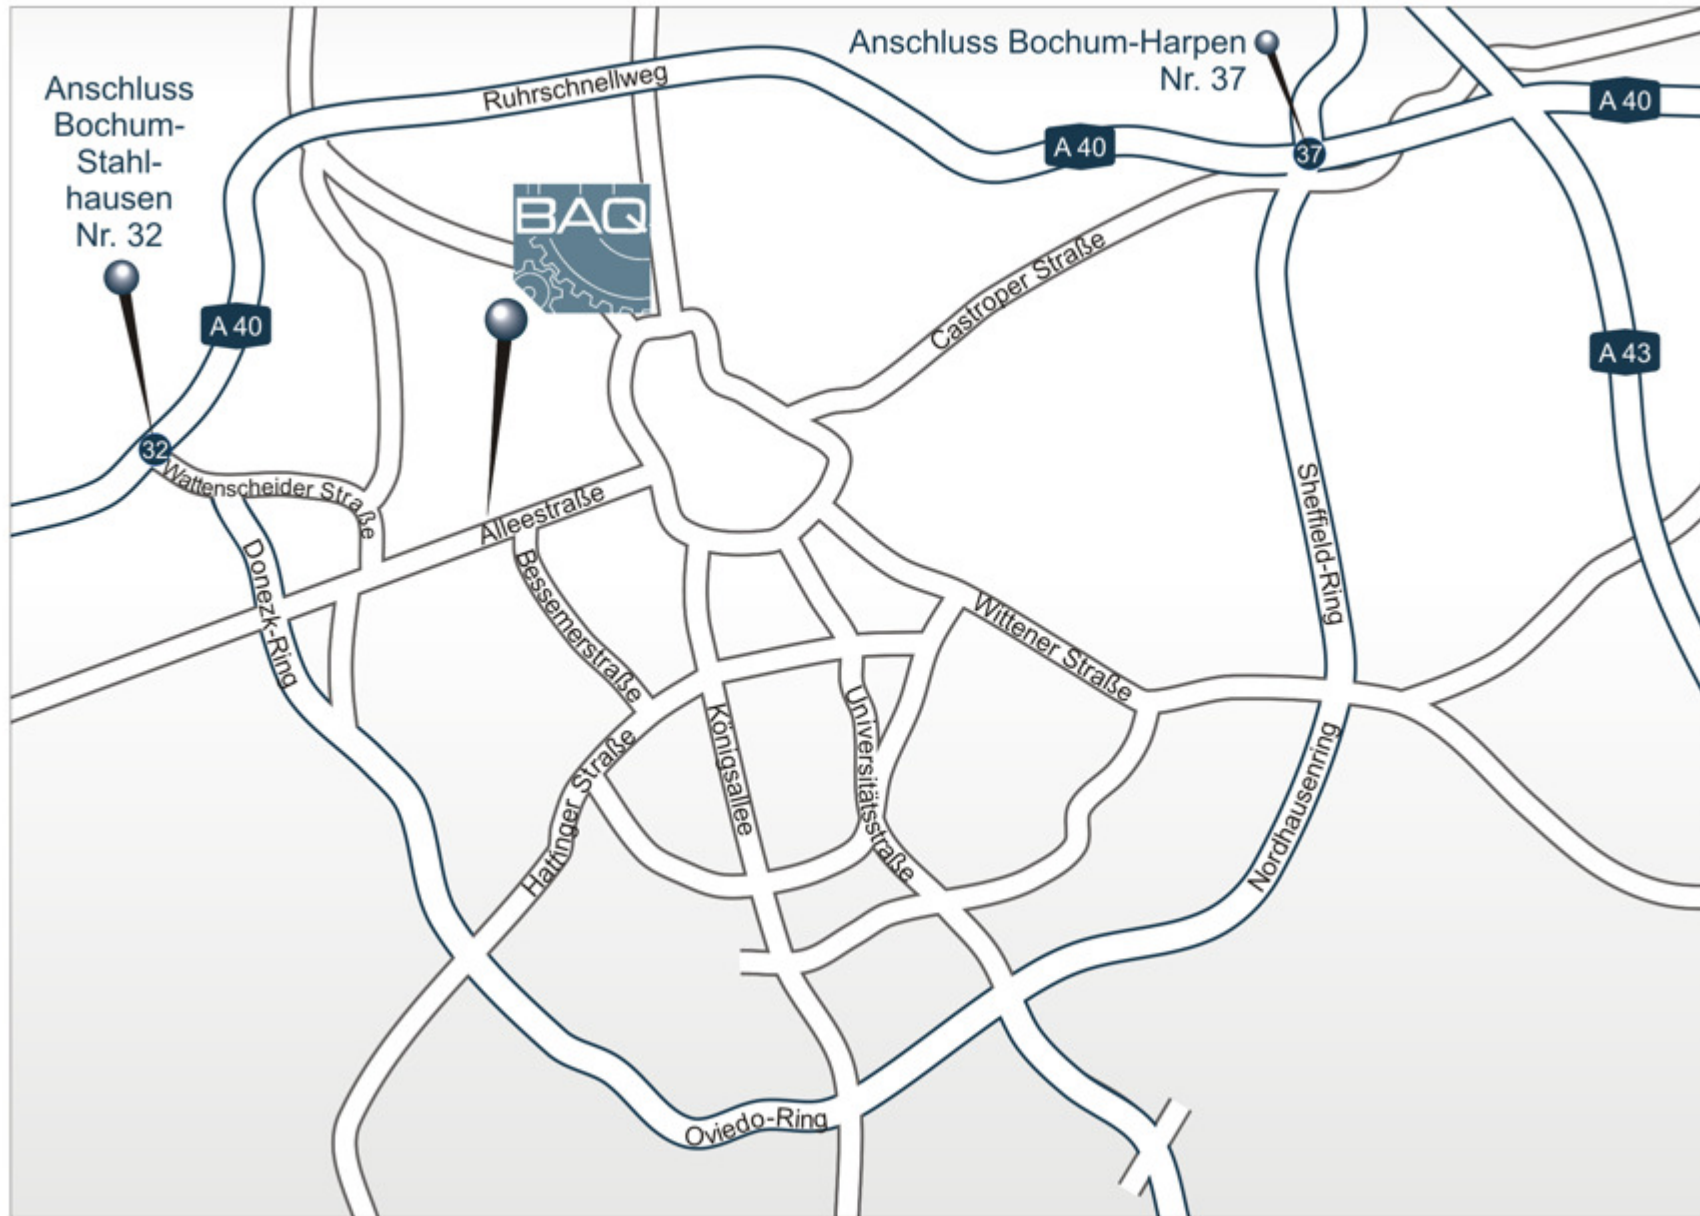 Anschluss Bochum-Harpen
Nr. 37
Anschluss
Bochum-
Stahl-
hausen
Nr. 32
Ruhrschnellweg
A 40
A 40
37
BAQ
Castroper Straße
A 40
A 43
32
Wattenscheider Straße
Alleestraße
Sheffield-Ring
Donezk-Ring
Bessemerstraße
Wittener Straße
Königsallee
Universitätsstraße
Hattinger Straße
Nordhausenring
Oviedo-Ring